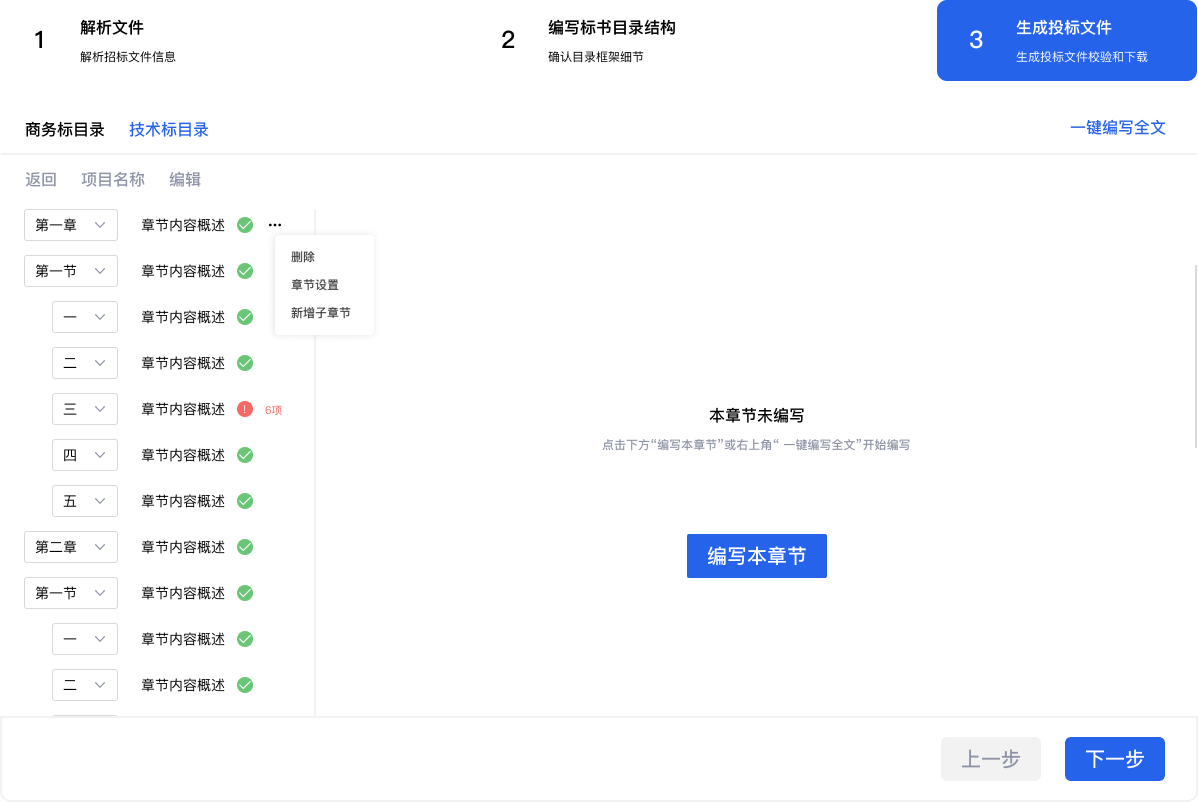 1
解析文件
解析招标文件信息
2
编写标书目录结构
确认目录框架细节
3
生成投标文件
生成投标文件校验和下载
商务标目录 技术标目录 一键编写全文
返回 项目名称 编辑
第一章 章节内容概述
删除
章节设置
新增子章节
第一节 章节内容概述
一 章节内容概述
二 章节内容概述
三 章节内容概述 6项
四 章节内容概述
五 章节内容概述
第二章 章节内容概述
第一节 章节内容概述
一 章节内容概述
二 章节内容概述
本章节未编写
点击下方“编写本章节”或右上角“ 一键编写全文”开始编写
编写本章节
上一步 下一步